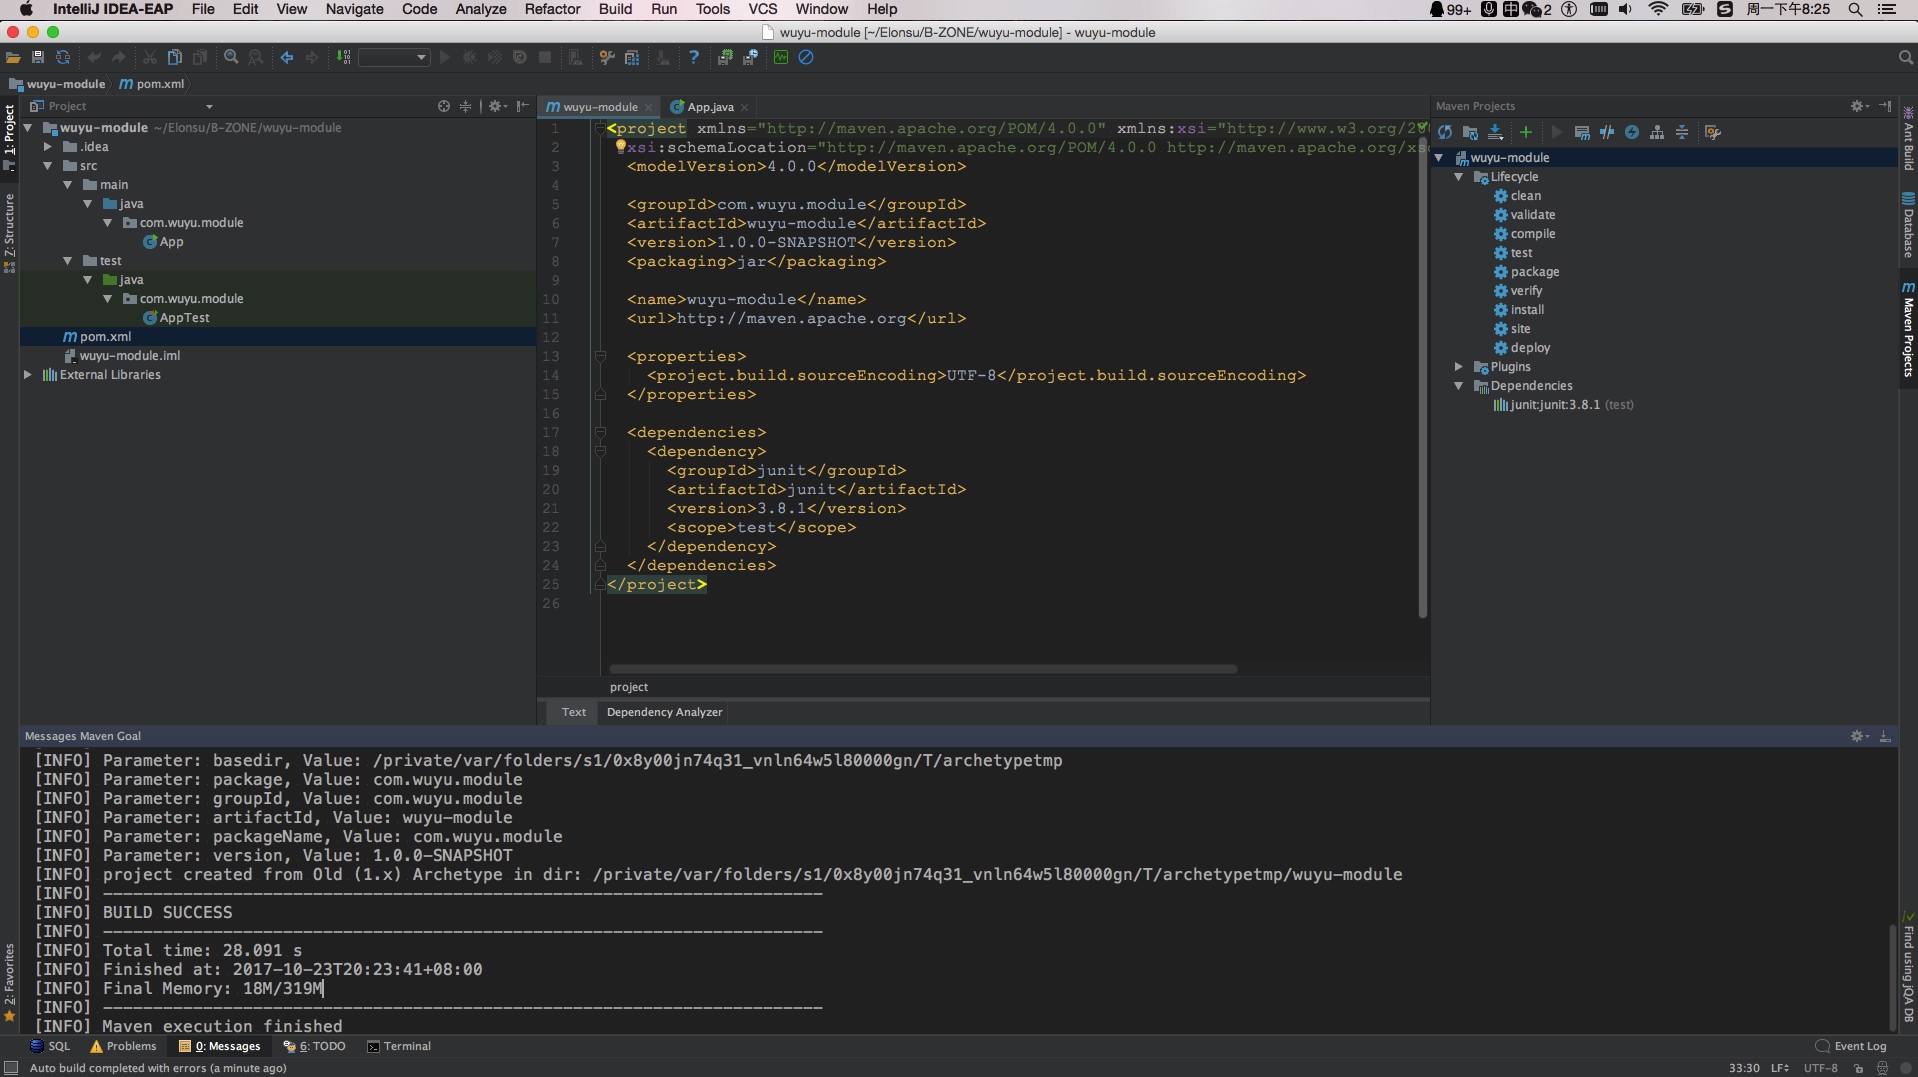 IntelliJ IDEA-EAP File Edit View Navigate Code Analyze Refactor Build Run Tools VCS Window Help 99+ 中 2 周一下午8:25
wuyu-module [~/Elonsu/B-ZONE/wuyu-module] - wuyu-module
wuyu-module pom.xml
1: Project
Z: Structure
2: Favorites
Project
wuyu-module ~/Elonsu/B-ZONE/wuyu-module
.idea
src
main
java
com.wuyu.module
App
test
java
com.wuyu.module
AppTest
pom.xml
wuyu-module.iml
External Libraries
wuyu-module App.java
1 <project xmlns="http://maven.apache.org/POM/4.0.0" xmlns:xsi="http://www.w3.org/20
2 xsi:schemaLocation="http://maven.apache.org/POM/4.0.0 http://maven.apache.org/xs
3 <modelVersion>4.0.0</modelVersion>
4
5 <groupId>com.wuyu.module</groupId>
6 <artifactId>wuyu-module</artifactId>
7 <version>1.0.0-SNAPSHOT</version>
8 <packaging>jar</packaging>
9
10 <name>wuyu-module</name>
11 <url>http://maven.apache.org</url>
12
13 <properties>
14 <project.build.sourceEncoding>UTF-8</project.build.sourceEncoding>
15 </properties>
16
17 <dependencies>
18 <dependency>
19 <groupId>junit</groupId>
20 <artifactId>junit</artifactId>
21 <version>3.8.1</version>
22 <scope>test</scope>
23 </dependency>
24 </dependencies>
25 </project>
26
project
Text Dependency Analyzer
Maven Projects
wuyu-module
Lifecycle
clean
validate
compile
test
package
verify
install
site
deploy
Plugins
Dependencies
junit:junit:3.8.1 (test)
Ant Build
Database
Maven Projects
Find using jQA DB
Messages Maven Goal
[INFO] Parameter: basedir, Value: /private/var/folders/s1/0x8y00jn74q31_vnln64w5l80000gn/T/archetypetmp
[INFO] Parameter: package, Value: com.wuyu.module
[INFO] Parameter: groupId, Value: com.wuyu.module
[INFO] Parameter: artifactId, Value: wuyu-module
[INFO] Parameter: packageName, Value: com.wuyu.module
[INFO] Parameter: version, Value: 1.0.0-SNAPSHOT
[INFO] project created from Old (1.x) Archetype in dir: /private/var/folders/s1/0x8y00jn74q31_vnln64w5l80000gn/T/archetypetmp/wuyu-module
[INFO] ------------------------------------------------------------------------
[INFO] BUILD SUCCESS
[INFO] ------------------------------------------------------------------------
[INFO] Total time: 28.091 s
[INFO] Finished at: 2017-10-23T20:23:41+08:00
[INFO] Final Memory: 18M/319M
[INFO] ------------------------------------------------------------------------
[INFO] Maven execution finished
SQL Problems 0: Messages 6: TODO Terminal Event Log
Auto build completed with errors (a minute ago) 33:30 LF UTF-8